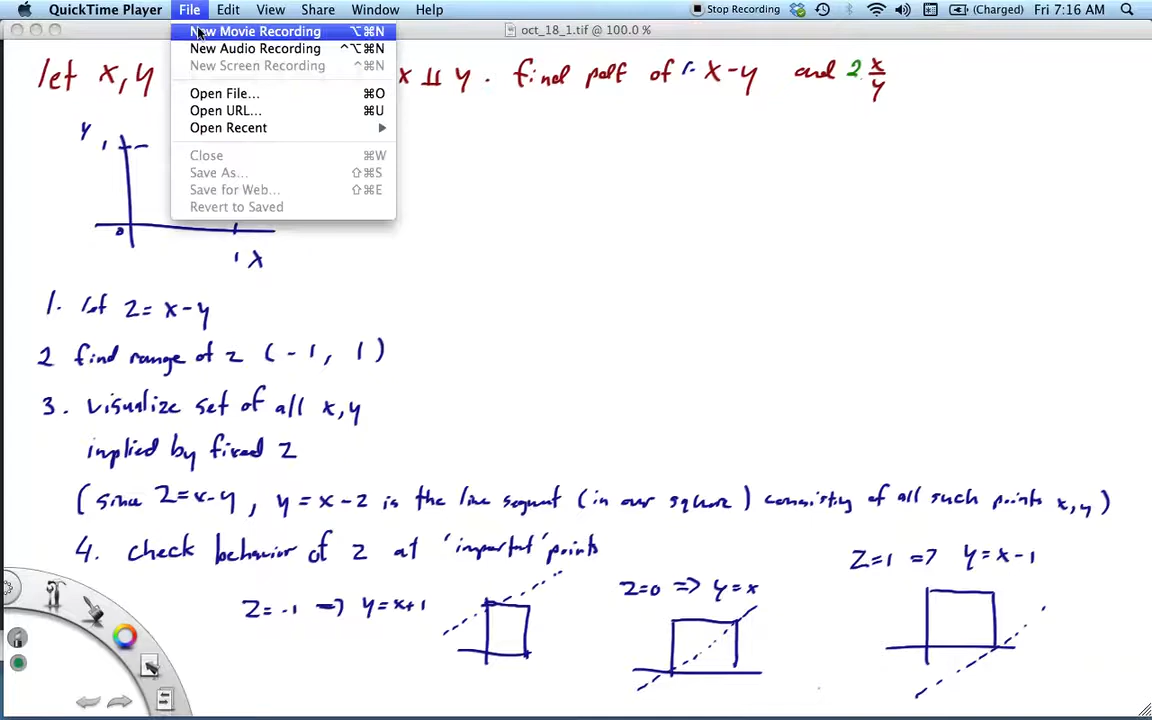 QuickTime Player File Edit View Share Window Help Stop Recording (Charged) Fri 7:16 AM
oct_18_1.tif @ 100.0 %
New Movie Recording ⌥⌘N
New Audio Recording ^⌥⌘N
New Screen Recording ^⌘N
Open File... ⌘O
Open URL... ⌘U
Open Recent
Close ⌘W
Save As... ⇧⌘S
Save for Web... ⇧⌘E
Revert to Saved
let x, y x ⫫ y . find pdf of 1. x-y and 2. x/y
y 1
0
1 x
1. let z = x-y
2 find range of z (-1, 1)
3. visualize set of all x,y
implied by fixed z
(since z=x-y, y = x-z is the line segment (in our square) consisting of all such points x,y)
4. check behavior of z at 'important' points
z=-1 => y=x+1
z=0 => y=x
z=1 => y=x-1